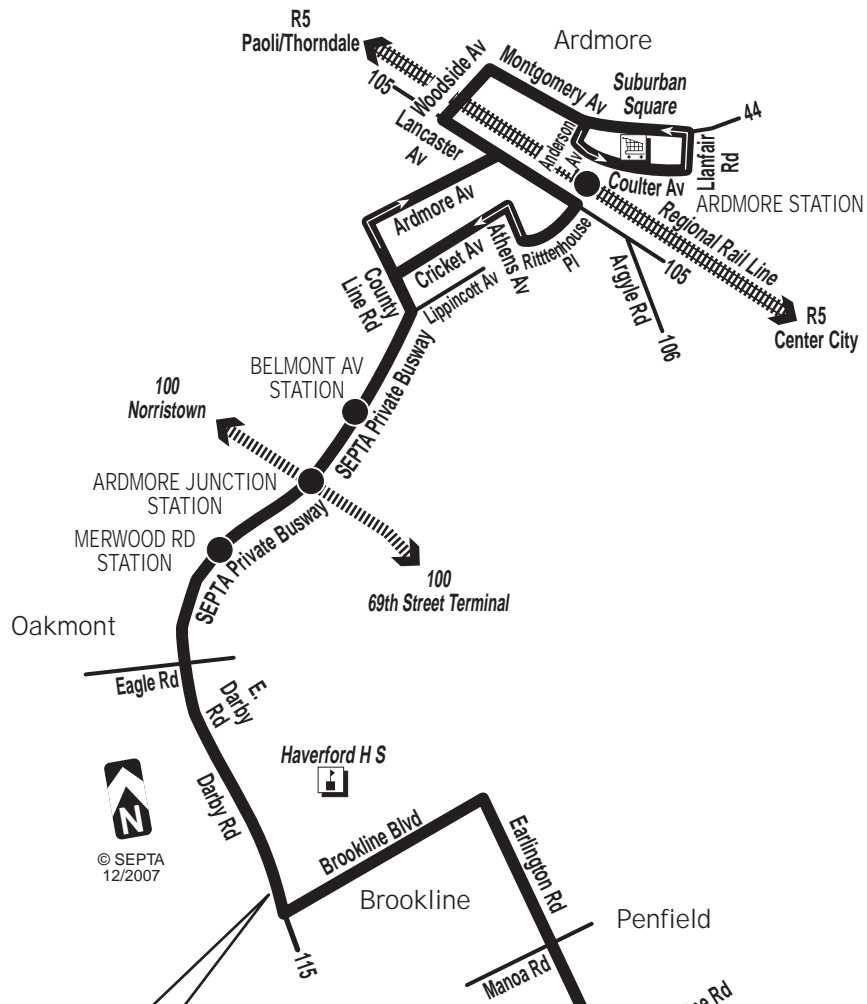 R5
Paoli/Thorndale
Ardmore
105
Woodside Av
Montgomery Av
Suburban
Square
44
Lancaster
Av
Anderson
Av
Llanfair
Rd
Coulter Av
ARDMORE STATION
Ardmore Av
Regional Rail Line
Cricket Av
Athens Av
Rittterhouse
Pl
County
Line Rd
Lippincott Av
Argyle Rd
105
106
R5
Center City
BELMONT AV
STATION
SEPTA Private Busway
100
Norristown
ARDMORE JUNCTION
STATION
MERWOOD RD
STATION
SEPTA Private Busway
100
69th Street Terminal
Oakmont
Eagle Rd
E.
Darby
Rd
Haverford H S
Darby Rd
N
© SEPTA
12/2007
Brookline Blvd
Earlington Rd
Brookline
Penfield
115
Manoa Rd
Rd